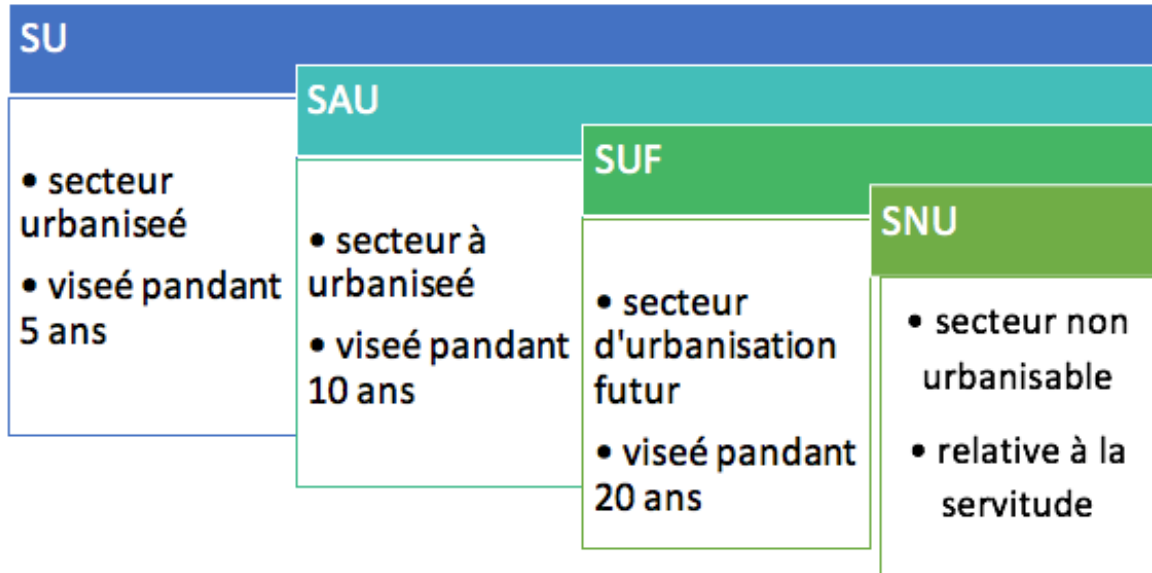 SU
• secteur
urbaniseé
• viseé pandant
5 ans
SAU
• secteur à
urbaniseé
• viseé pandant
10 ans
SUF
• secteur
d'urbanisation
futur
• viseé pandant
20 ans
SNU
• secteur non
urbanisable
• relative à la
servitude